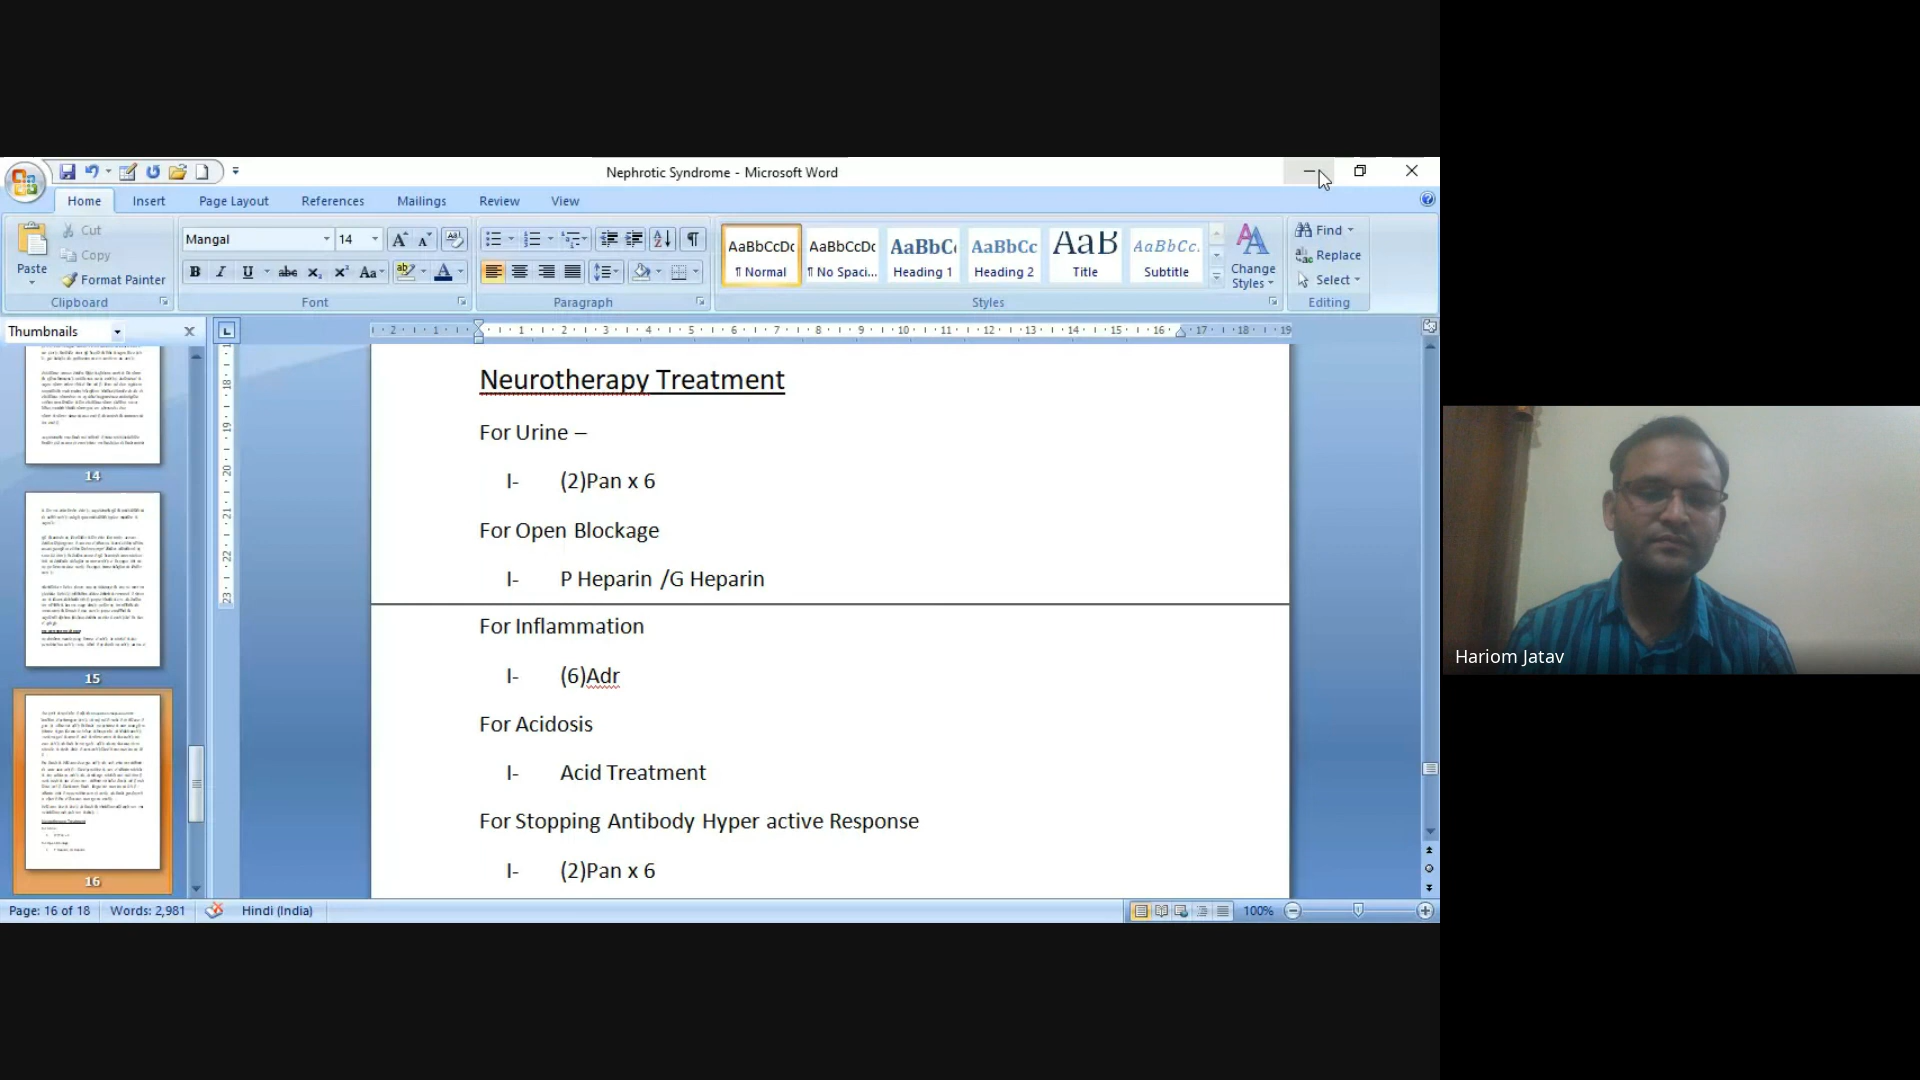 Nephrotic Syndrome - Microsoft Word
Home Insert Page Layout References Mailings Review View
Paste
Cut
Copy
Format Painter
Clipboard
Mangal 14
Font
Paragraph
AaBbCcDc AaBbCcDc AaBbC AaBbCc AaB AaBbCc.
¶ Normal ¶ No Spaci... Heading 1 Heading 2 Title Subtitle
Change Styles
Styles
Find
Replace
Select
Editing
Thumbnails
14
15
16
Neurotherapy Treatment
For Urine –
I- (2)Pan x 6
For Open Blockage
I- P Heparin /G Heparin
For Inflammation
I- (6)Adr
For Acidosis
I- Acid Treatment
For Stopping Antibody Hyper active Response
I- (2)Pan x 6
Page: 16 of 18 Words: 2,981 Hindi (India) 100%
Hariom Jatav